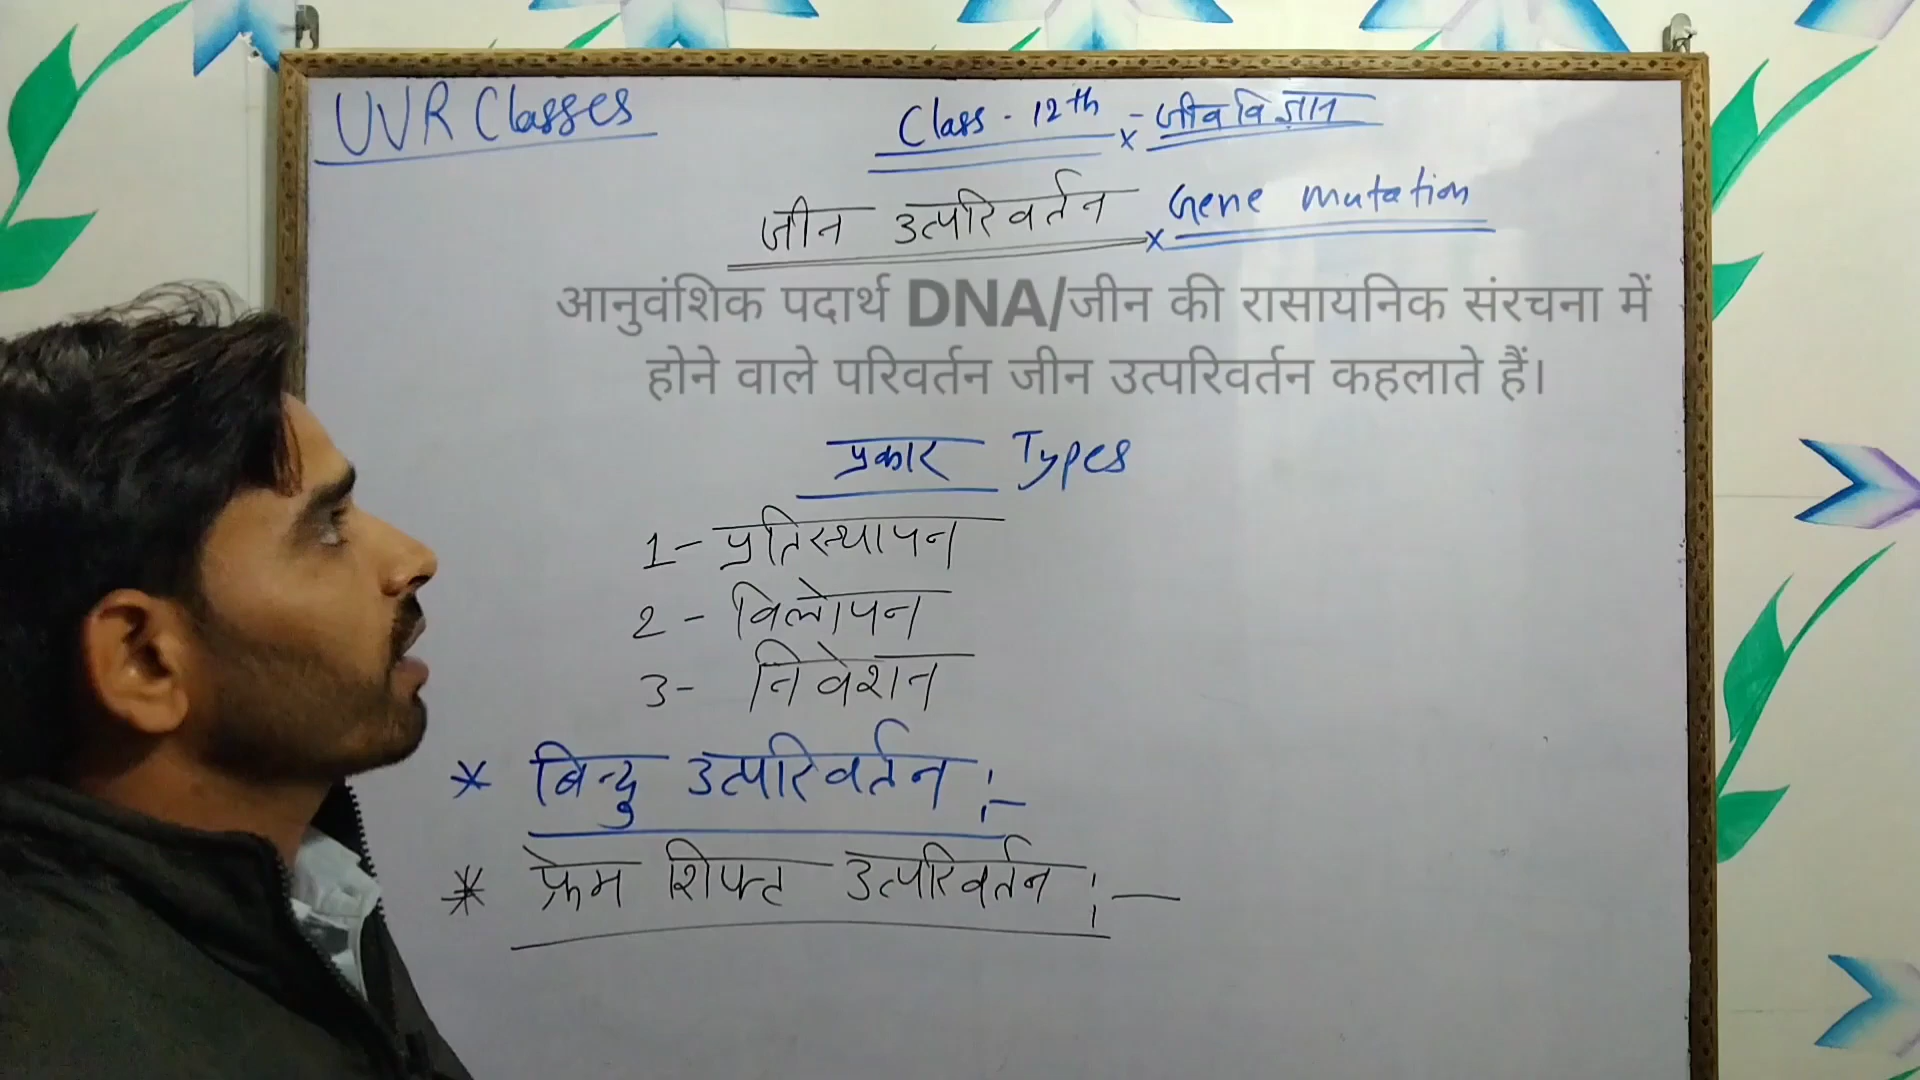 UVR Classes
Class - 12th - जीव विज्ञान
जीन उत्परिवर्तन x Gene mutation
आनुवंशिक पदार्थ DNA/जीन की रासायनिक संरचना में
होने वाले परिवर्तन जीन उत्परिवर्तन कहलाते हैं।
प्रकार Types
1- प्रतिस्थापन
2 - विलोपन
3- निवेशन
* बिन्दु उत्परिवर्तन :-
* फ्रेम शिफ्ट उत्परिवर्तन :-